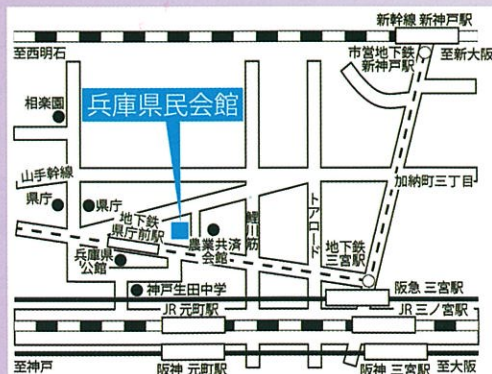 新幹線 新神戸駅
至西明石
市営地下鉄
新神戸駅
至新大阪
相楽園
兵庫県民会館
山手幹線
加納町三丁目
県庁
県庁
地下鉄
県庁前駅
鯉川筋
トアロード
農業共済
会館
地下鉄
三宮駅
兵庫県
公館
神戸生田中学
阪急 三宮駅
JR 元町駅
JR 三ノ宮駅
至神戸
阪神 元町駅
阪神 三宮駅
至大阪